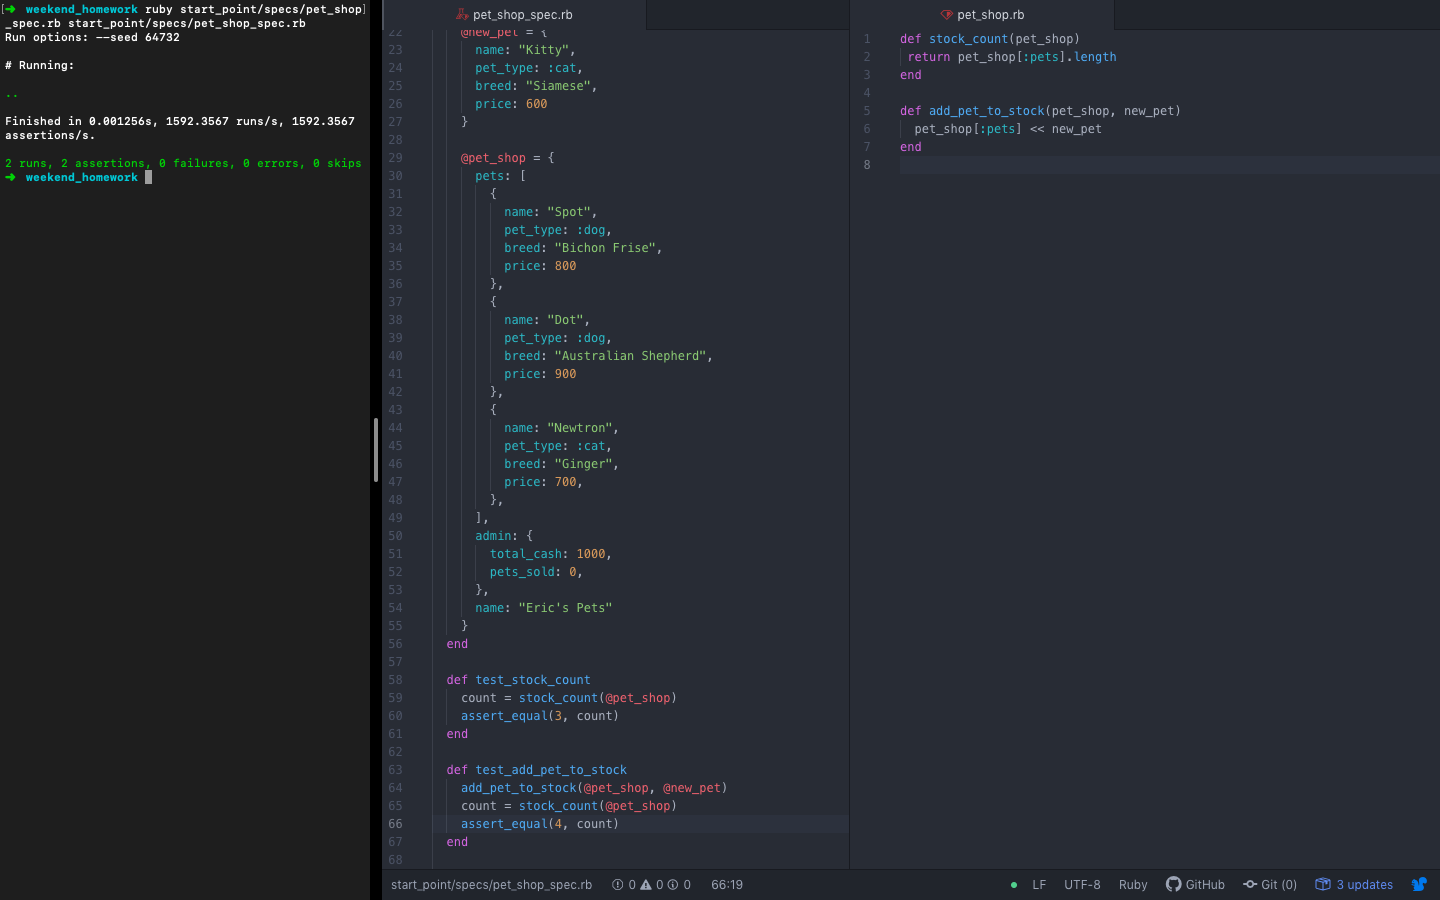 [➜  weekend_homework ruby start_point/specs/pet_shop]
_spec.rb start_point/specs/pet_shop_spec.rb
Run options: --seed 64732
# Running:
..
Finished in 0.001256s, 1592.3567 runs/s, 1592.3567
assertions/s.
2 runs, 2 assertions, 0 failures, 0 errors, 0 skips
➜  weekend_homework
pet_shop_spec.rb
22 @new_pet = {
23 name: "Kitty",
24 pet_type: :cat,
25 breed: "Siamese",
26 price: 600
27 }
28
29 @pet_shop = {
30 pets: [
31 {
32 name: "Spot",
33 pet_type: :dog,
34 breed: "Bichon Frise",
35 price: 800
36 },
37 {
38 name: "Dot",
39 pet_type: :dog,
40 breed: "Australian Shepherd",
41 price: 900
42 },
43 {
44 name: "Newtron",
45 pet_type: :cat,
46 breed: "Ginger",
47 price: 700,
48 },
49 ],
50 admin: {
51 total_cash: 1000,
52 pets_sold: 0,
53 },
54 name: "Eric's Pets"
55 }
56 end
57
58 def test_stock_count
59 count = stock_count(@pet_shop)
60 assert_equal(3, count)
61 end
62
63 def test_add_pet_to_stock
64 add_pet_to_stock(@pet_shop, @new_pet)
65 count = stock_count(@pet_shop)
66 assert_equal(4, count)
67 end
68
pet_shop.rb
1 def stock_count(pet_shop)
2 return pet_shop[:pets].length
3 end
4
5 def add_pet_to_stock(pet_shop, new_pet)
6 pet_shop[:pets] << new_pet
7 end
8
start_point/specs/pet_shop_spec.rb 0 0 0 66:19 LF UTF-8 Ruby GitHub Git (0) 3 updates